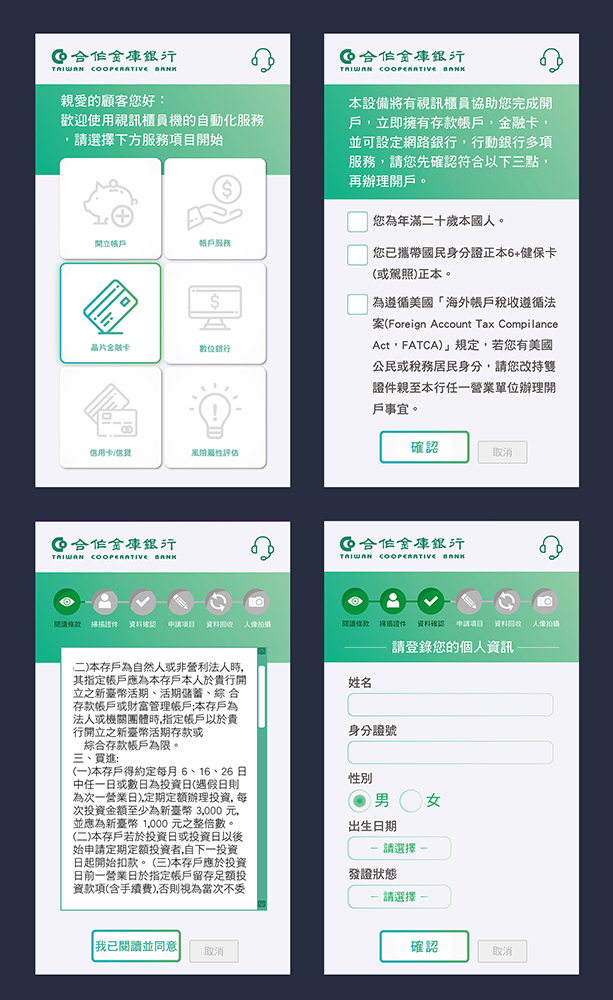 合作金庫銀行
TAIWAN COOPERATIVE BANK
親愛的顧客您好：
歡迎使用視訊櫃員機的自動化服務
，請選擇下方服務項目開始
開立帳戶
帳戶服務
晶片金融卡
數位銀行
信用卡/信貸
風險屬性評估
合作金庫銀行
TAIWAN COOPERATIVE BANK
本設備將有視訊櫃員協助您完成開
戶，立即擁有存款帳戶，金融卡，
並可設定網路銀行，行動銀行多項
服務，請您先確認符合以下三點，
再辦理開戶。
您為年滿二十歲本國人。
您已攜帶國民身分證正本6+健保卡
(或駕照)正本。
為遵循美國「海外帳戶稅收遵循法
案(Foreign Account Tax Compilance
Act，FATCA)」規定，若您有美國
公民或稅務居民身分，請您改持雙
證件親至本行任一營業單位辦理開
戶事宜。
確認
取消
合作金庫銀行
TAIWAN COOPERATIVE BANK
閱讀條款 掃描證件 資料確認 申請項目 資料回收 人像拍攝
(二)本存戶為自然人或非營利法人時,
其指定帳戶應為本存戶本人於貴行開
立之新臺幣活期、活期儲蓄、綜 合
存款帳戶或財富管理帳戶;本存戶為
法人或機關團體時,指定帳戶以於貴
行開立之新臺幣活期存款或
綜合存款帳戶為限。
三、買進:
(一)本存戶得約定每月 6、16、26 日
中任一日或數日為投資日(遇假日則
為次一營業日),定期定額辦理投資, 每
次投資金額至少為新臺幣 3,000 元,
並應為新臺幣 1,000 元之整倍數。
(二)本存戶若於投資日或投資日以後
始申請定期定額投資者,自下一投資
日起開始扣款。 (三)本存戶應於投資
日前一營業日於指定帳戶留存足額投
資款項(含手續費),否則視為當次不委
我已閱讀並同意
取消
合作金庫銀行
TAIWAN COOPERATIVE BANK
閱讀條款 掃描證件 資料確認 申請項目 資料回收 人像拍攝
請登錄您的個人資訊
姓名
身分證號
性別
男 女
出生日期
– 請選擇 –
發證狀態
– 請選擇 –
確認
取消